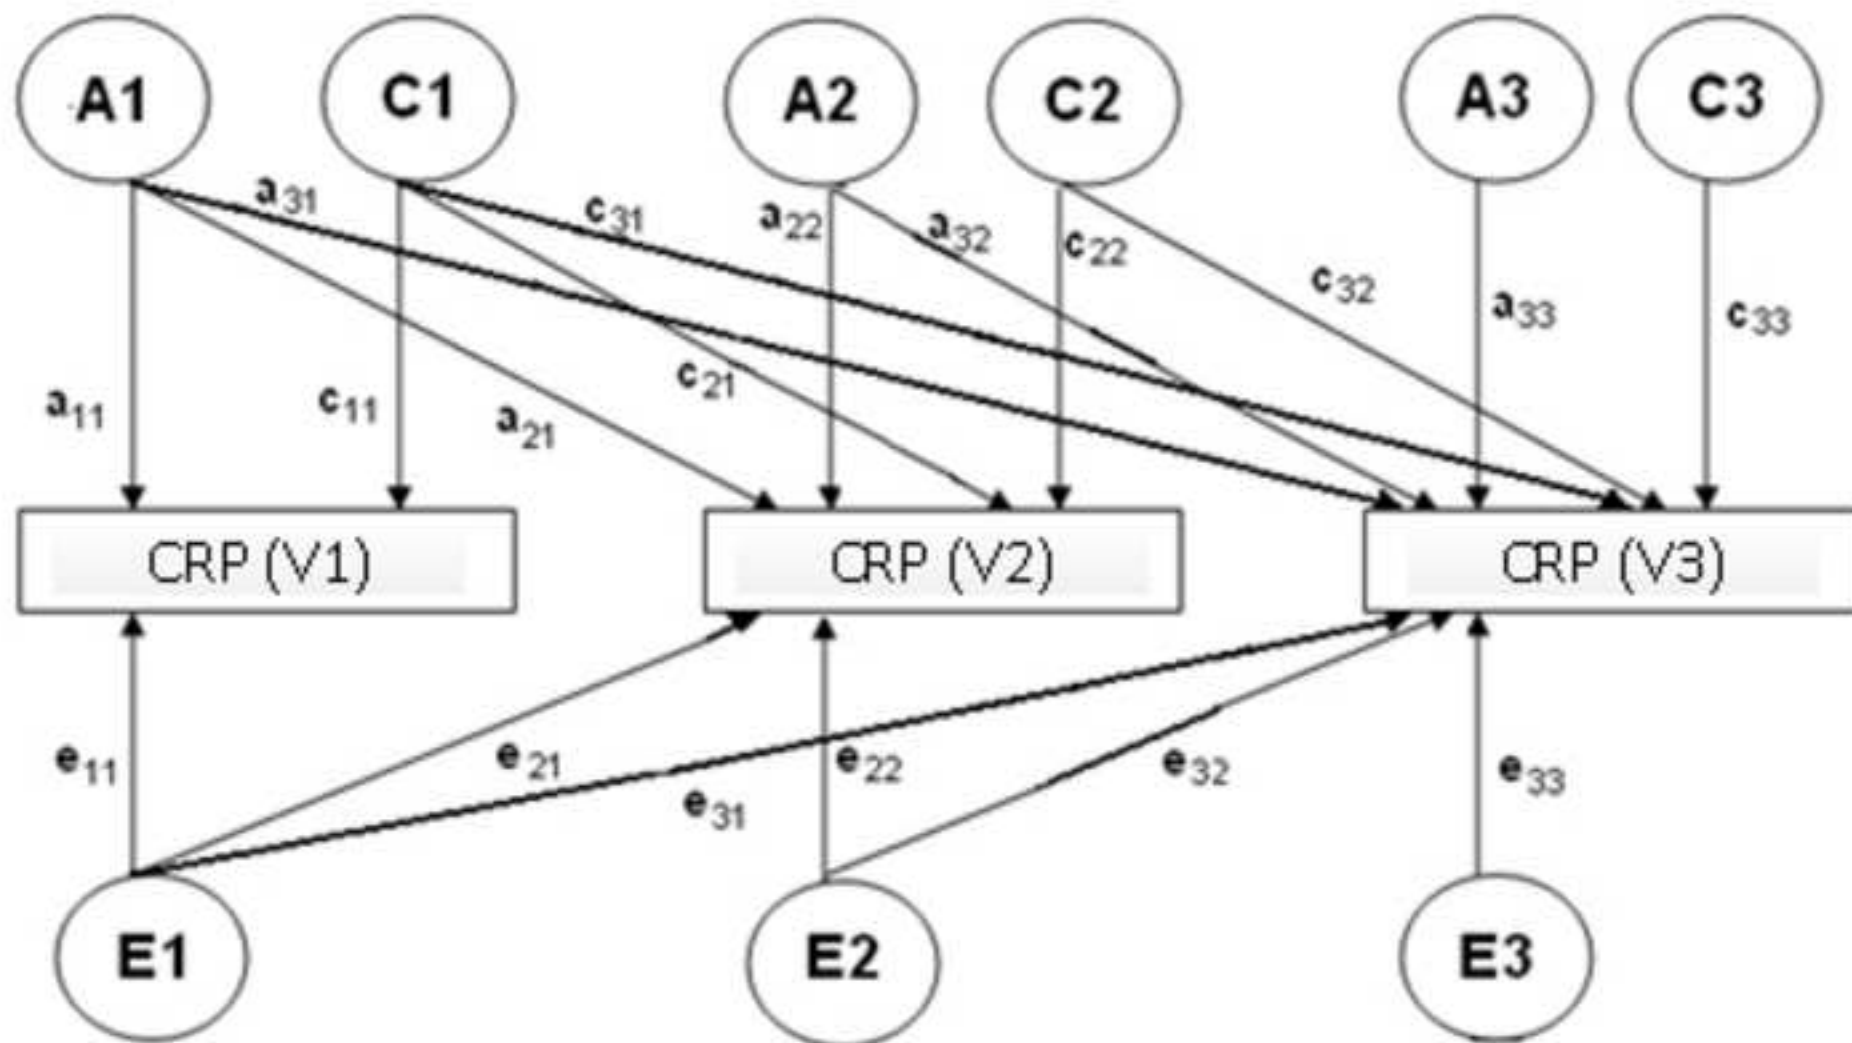 A1 C1 A2 C2 A3 C3
a31 c31 a22 a32 c22 c32 a33 c33
a11 c11 a21 c21
CRP (V1) CRP (V2) CRP (V3)
e11 e21 e31 e22 e32 e33
E1 E2 E3